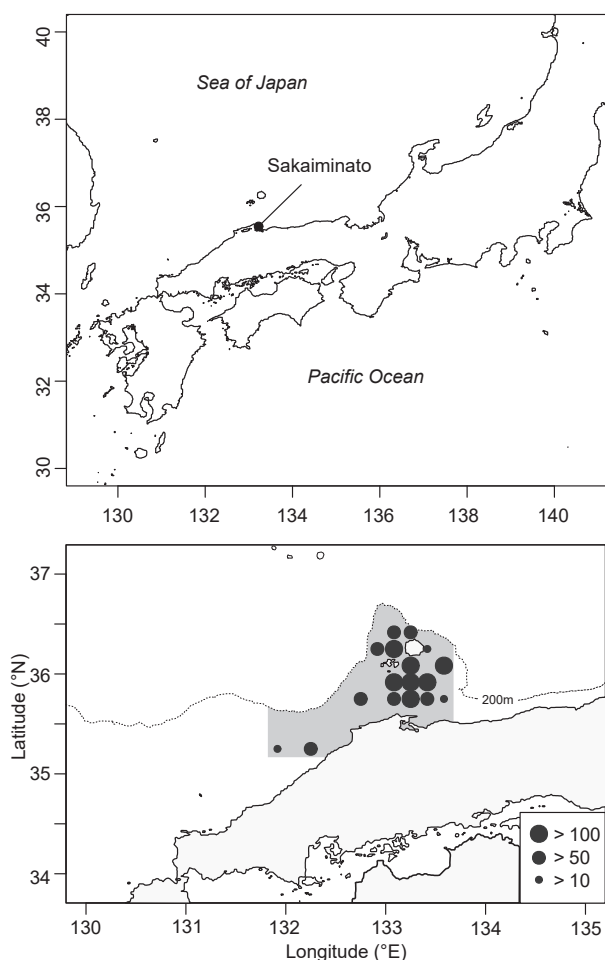 40
38
36
34
32
30
Sea of Japan
Sakaiminato
Pacific Ocean
130 132 134 136 138 140
37
36
35
34
Latitude (°N)
200m
> 100
> 50
> 10
130 131 132 133 134 135
Longitude (°E)